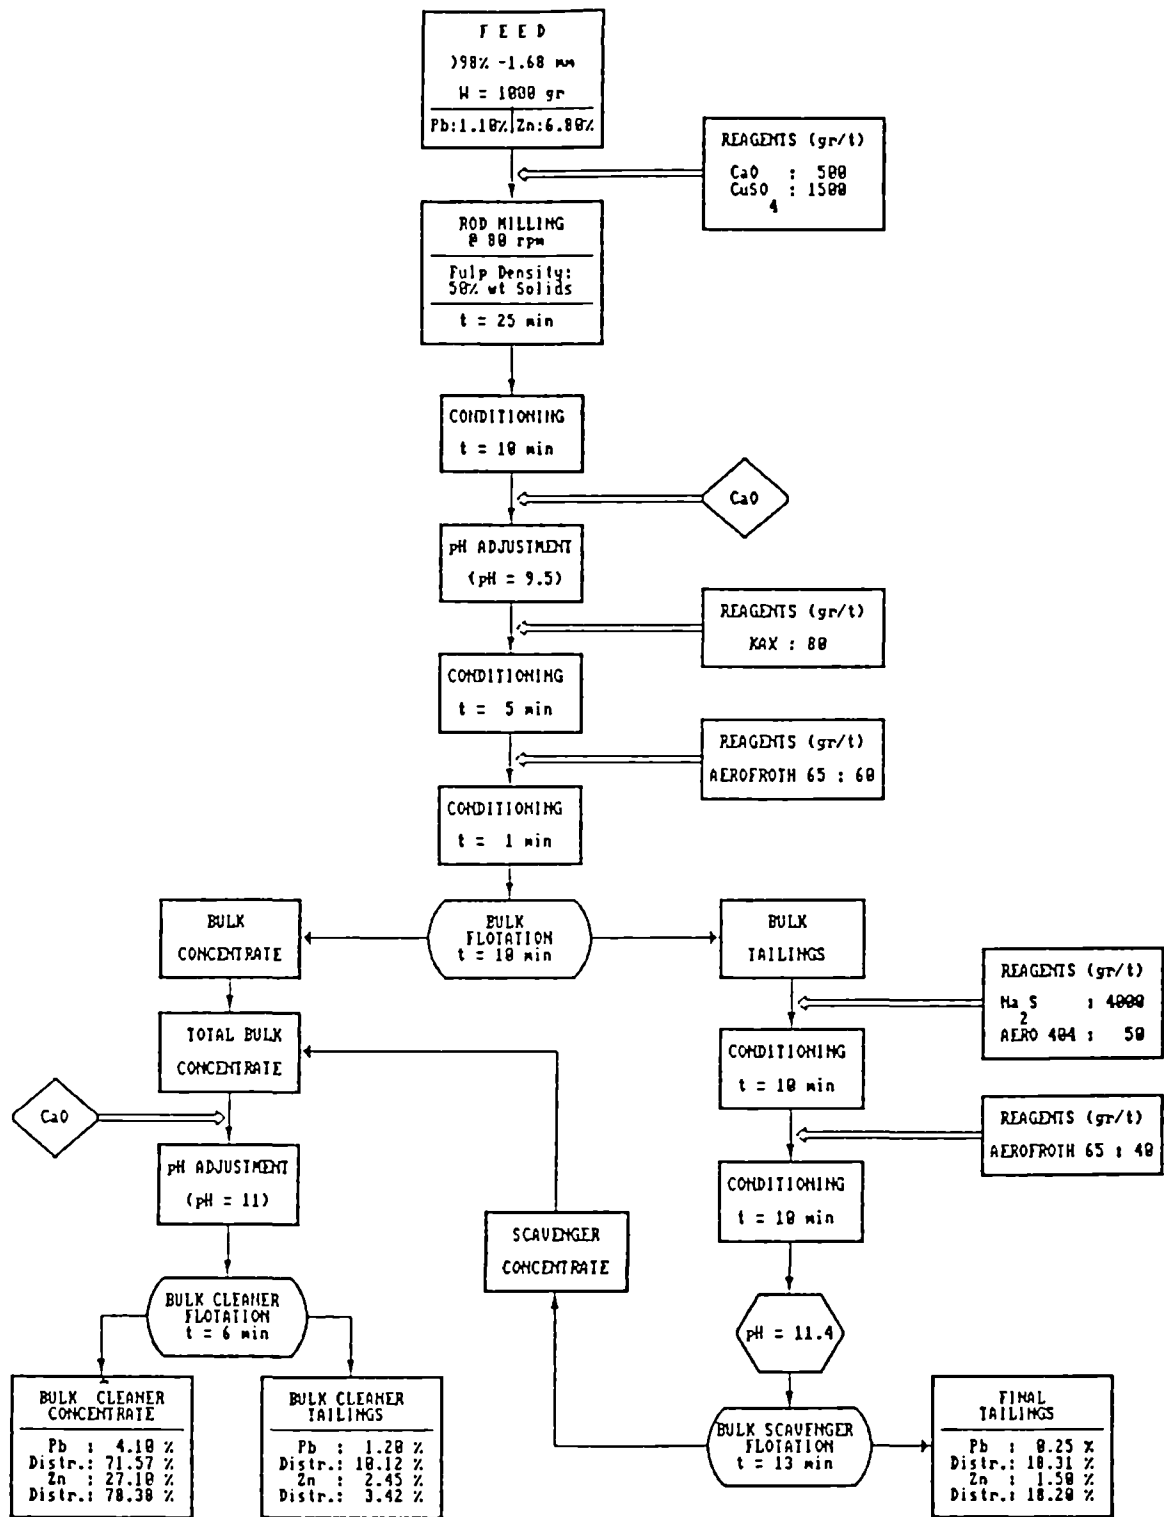 F E E D
>98% -1.68 mm
W = 1000 gr
Pb:1.10% Zn:6.80%
REAGENTS (gr/t)
CaO : 500
CuSO4 : 1500
ROD MILLING
@ 80 rpm
Pulp Density:
50% wt Solids
t = 25 min
CONDITIONING
t = 10 min
CaO
pH ADJUSTMENT
(pH = 9.5)
REAGENTS (gr/t)
KAX : 80
CONDITIONING
t = 5 min
REAGENTS (gr/t)
AEROFROTH 65 : 60
CONDITIONING
t = 1 min
BULK
CONCENTRATE
BULK
FLOTATION
t = 10 min
BULK
TAILINGS
REAGENTS (gr/t)
Na2S : 4000
AERO 404 : 50
TOTAL BULK
CONCENTRATE
CONDITIONING
t = 10 min
CaO
REAGENTS (gr/t)
AEROFROTH 65 : 40
pH ADJUSTMENT
(pH = 11)
CONDITIONING
t = 10 min
SCAVENGER
CONCENTRATE
BULK CLEANER
FLOTATION
t = 6 min
pH = 11.4
BULK CLEANER
CONCENTRATE
Pb : 4.10 %
Distr.: 71.57 %
Zn : 27.10 %
Distr.: 78.38 %
BULK CLEANER
TAILINGS
Pb : 1.20 %
Distr.: 18.12 %
Zn : 2.45 %
Distr.: 3.42 %
BULK SCAVENGER
FLOTATION
t = 13 min
FINAL
TAILINGS
Pb : 0.25 %
Distr.: 10.31 %
Zn : 1.50 %
Distr.: 18.20 %